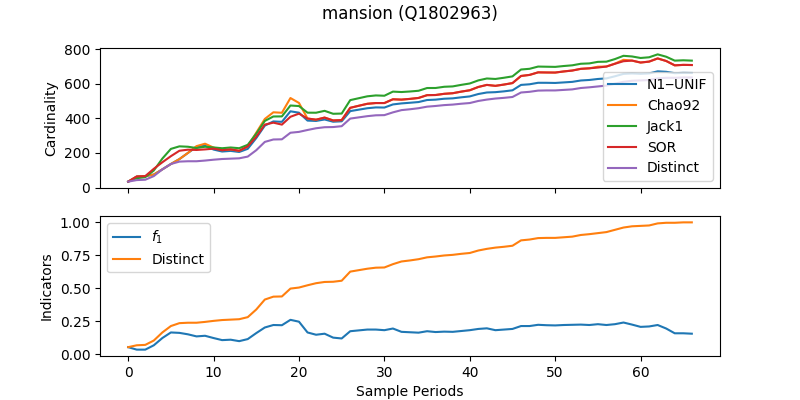 mansion (Q1802963)
Cardinality
800
600
400
200
0
N1−UNIF
Chao92
Jack1
SOR
Distinct
Indicators
1.00
0.75
0.50
0.25
0.00
f1
Distinct
0
10
20
30
40
50
60
Sample Periods